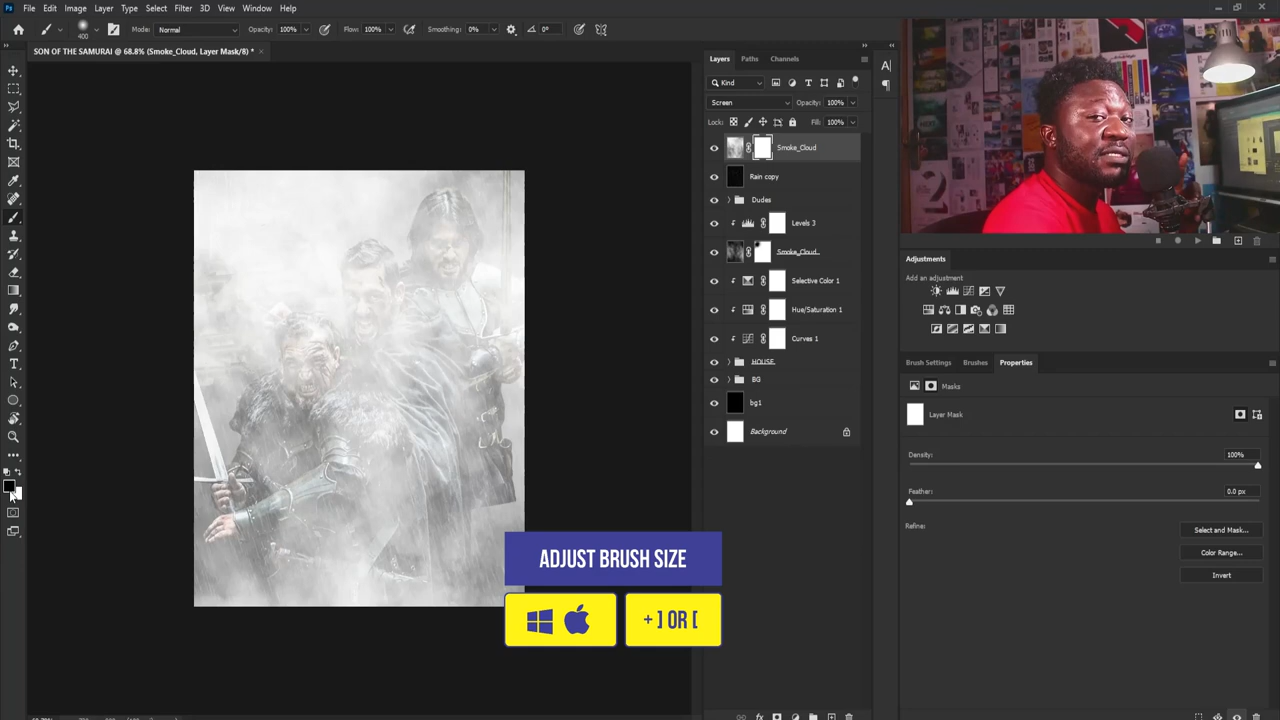 Ps File Edit Image Layer Type Select Filter 3D View Window Help
400 Mode: Normal Opacity: 100% Flow: 100% Smoothing: 0% 0°
SON OF THE SAMURAI @ 68.8% (Smoke_Cloud, Layer Mask/8) *
Layers Paths Channels
Kind
Screen Opacity: 100%
Lock: Fill: 100%
Smoke_Cloud
Rain copy
Dudes
Levels 3
Smoke_Cloud
Selective Color 1
Hue/Saturation 1
Curves 1
HOUSE
BG
bg1
Background
Adjustments
Add an adjustment
Brush Settings Brushes Properties
Masks
Layer Mask
Density: 100%
Feather: 0.0 px
Refine: Select and Mask...
Color Range...
Invert
ADJUST BRUSH SIZE
+ ] OR [